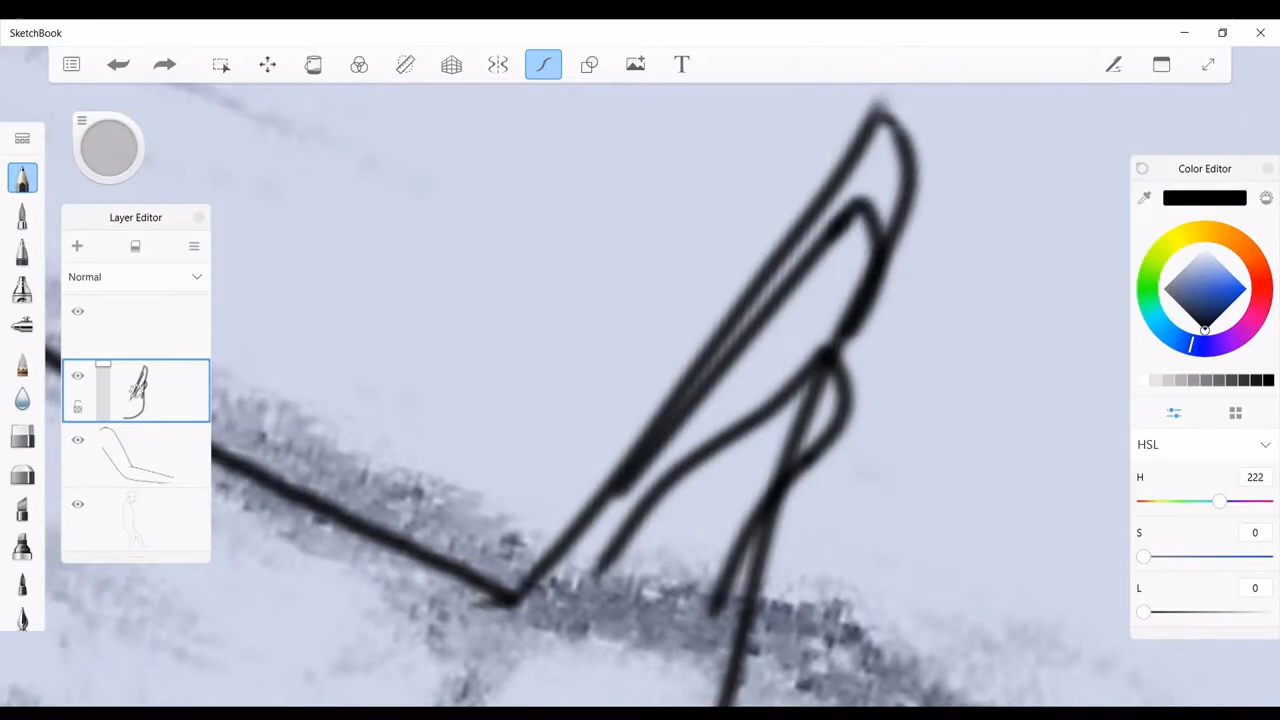 SketchBook
T
Layer Editor
Normal
Color Editor
HSL
H 222
S 0
L 0